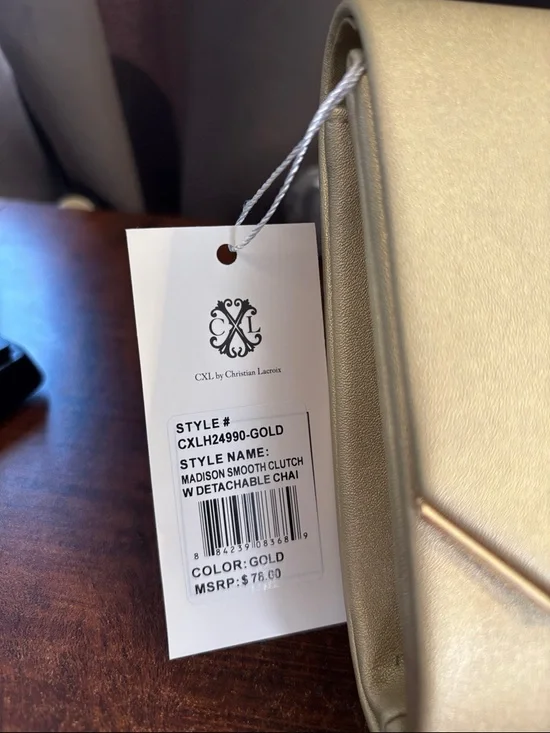 CXL
CXL by Christian Lacroix
STYLE #
CXLH24990-GOLD
STYLE NAME:
MADISON SMOOTH CLUTCH
W DETACHABLE CHAI
8 84239 08368 9
COLOR: GOLD
MSRP: $78.00